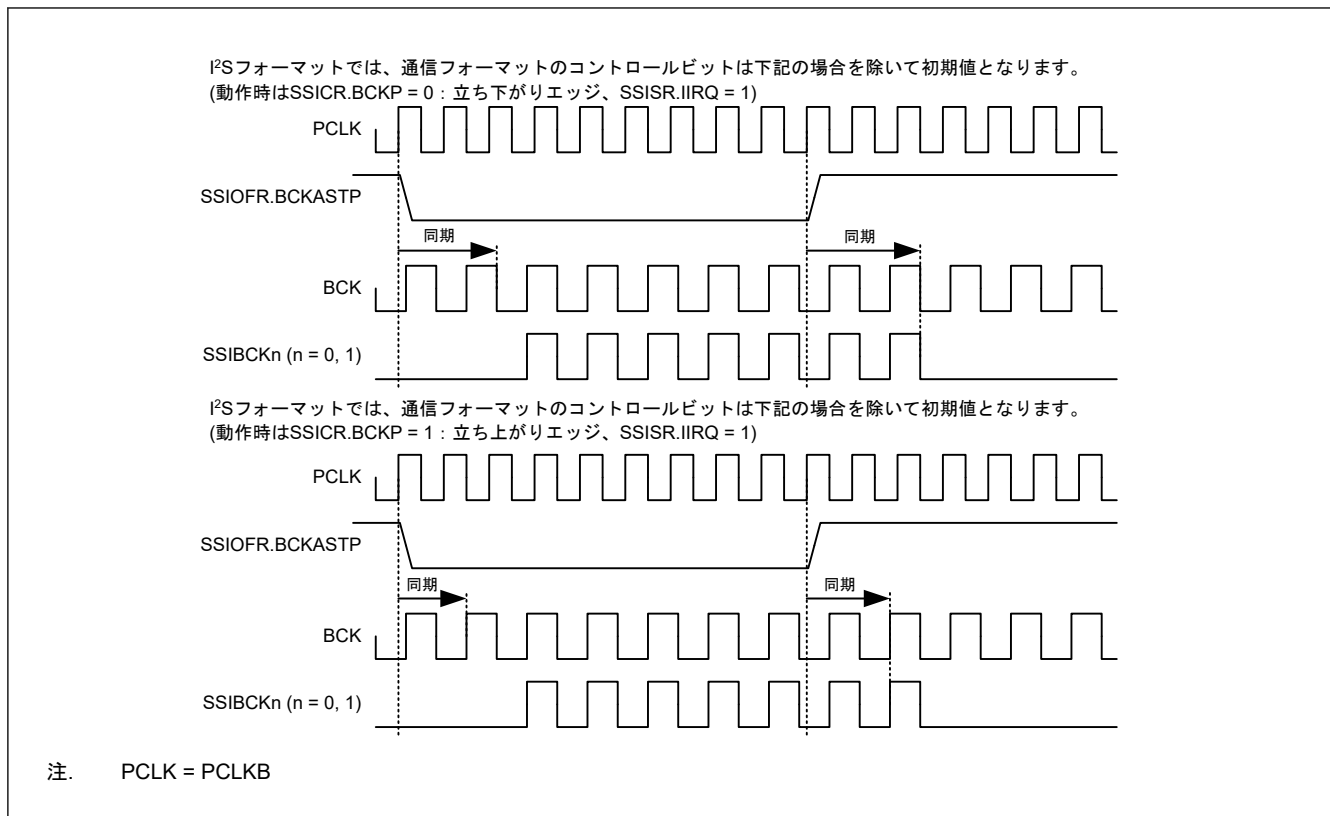 I²Sフォーマットでは、通信フォーマットのコントロールビットは下記の場合を除いて初期値となります。
(動作時はSSICR.BCKP = 0 : 立ち下がりエッジ、SSISR.IIRQ = 1)
PCLK
SSIOFR.BCKASTP
同期
同期
BCK
SSIBCKn (n = 0, 1)
I²Sフォーマットでは、通信フォーマットのコントロールビットは下記の場合を除いて初期値となります。
(動作時はSSICR.BCKP = 1 : 立ち上がりエッジ、SSISR.IIRQ = 1)
PCLK
SSIOFR.BCKASTP
同期
同期
BCK
SSIBCKn (n = 0, 1)
注. PCLK = PCLKB